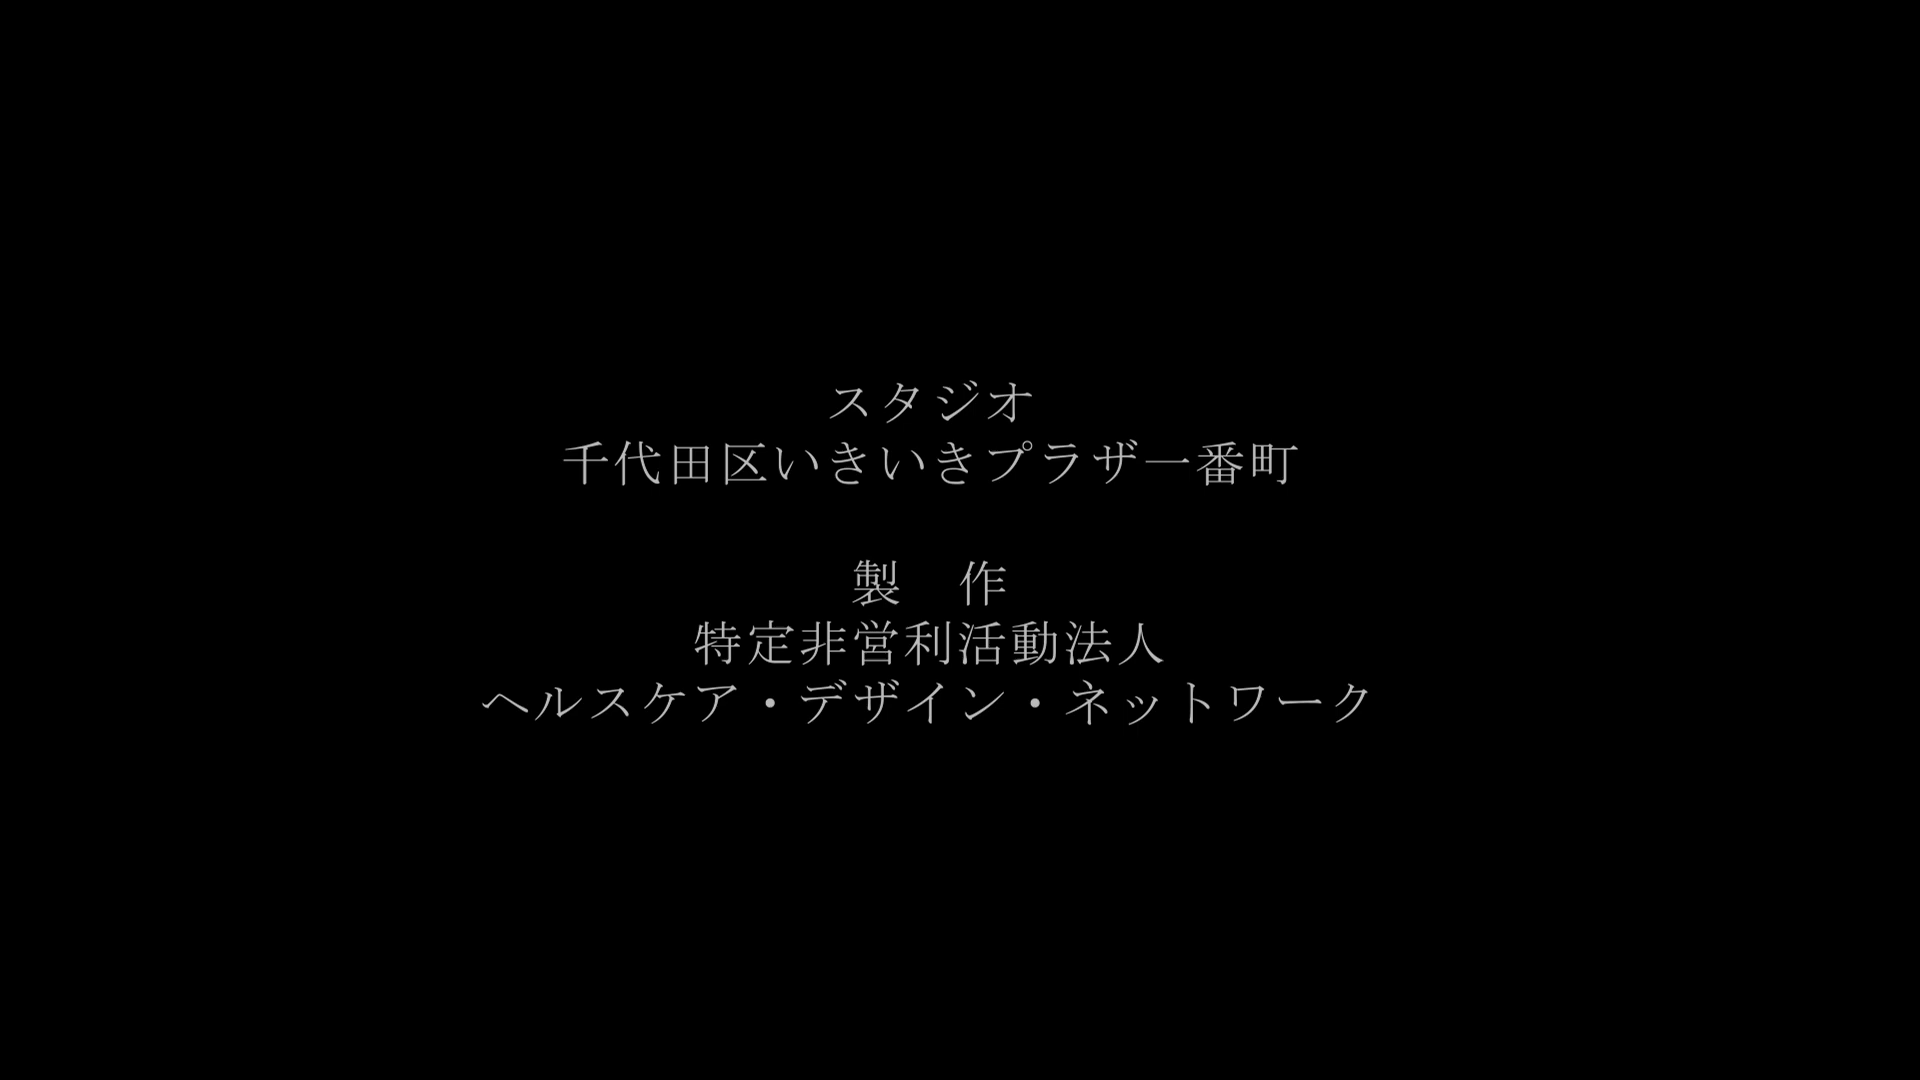 スタジオ
千代田区いきいきプラザ一番町
製　作
特定非営利活動法人
ヘルスケア・デザイン・ネットワーク